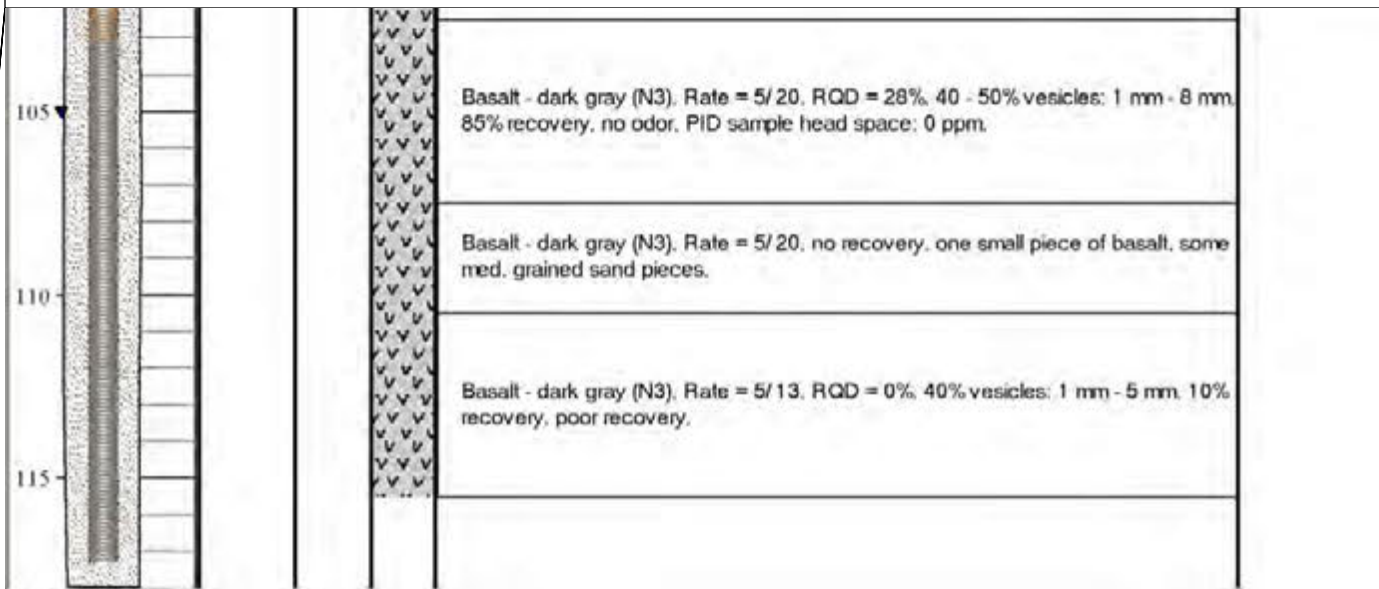 105
Basalt - dark gray (N3), Rate = 5/20, RQD = 28%, 40 - 50% vesicles: 1 mm - 8 mm,
85% recovery, no odor, PID sample head space: 0 ppm.
Basalt - dark gray (N3), Rate = 5/20, no recovery, one small piece of basalt, some
med. grained sand pieces.
110
Basalt - dark gray (N3), Rate = 5/13, RQD = 0%, 40% vesicles: 1 mm - 5 mm, 10%
recovery, poor recovery.
115